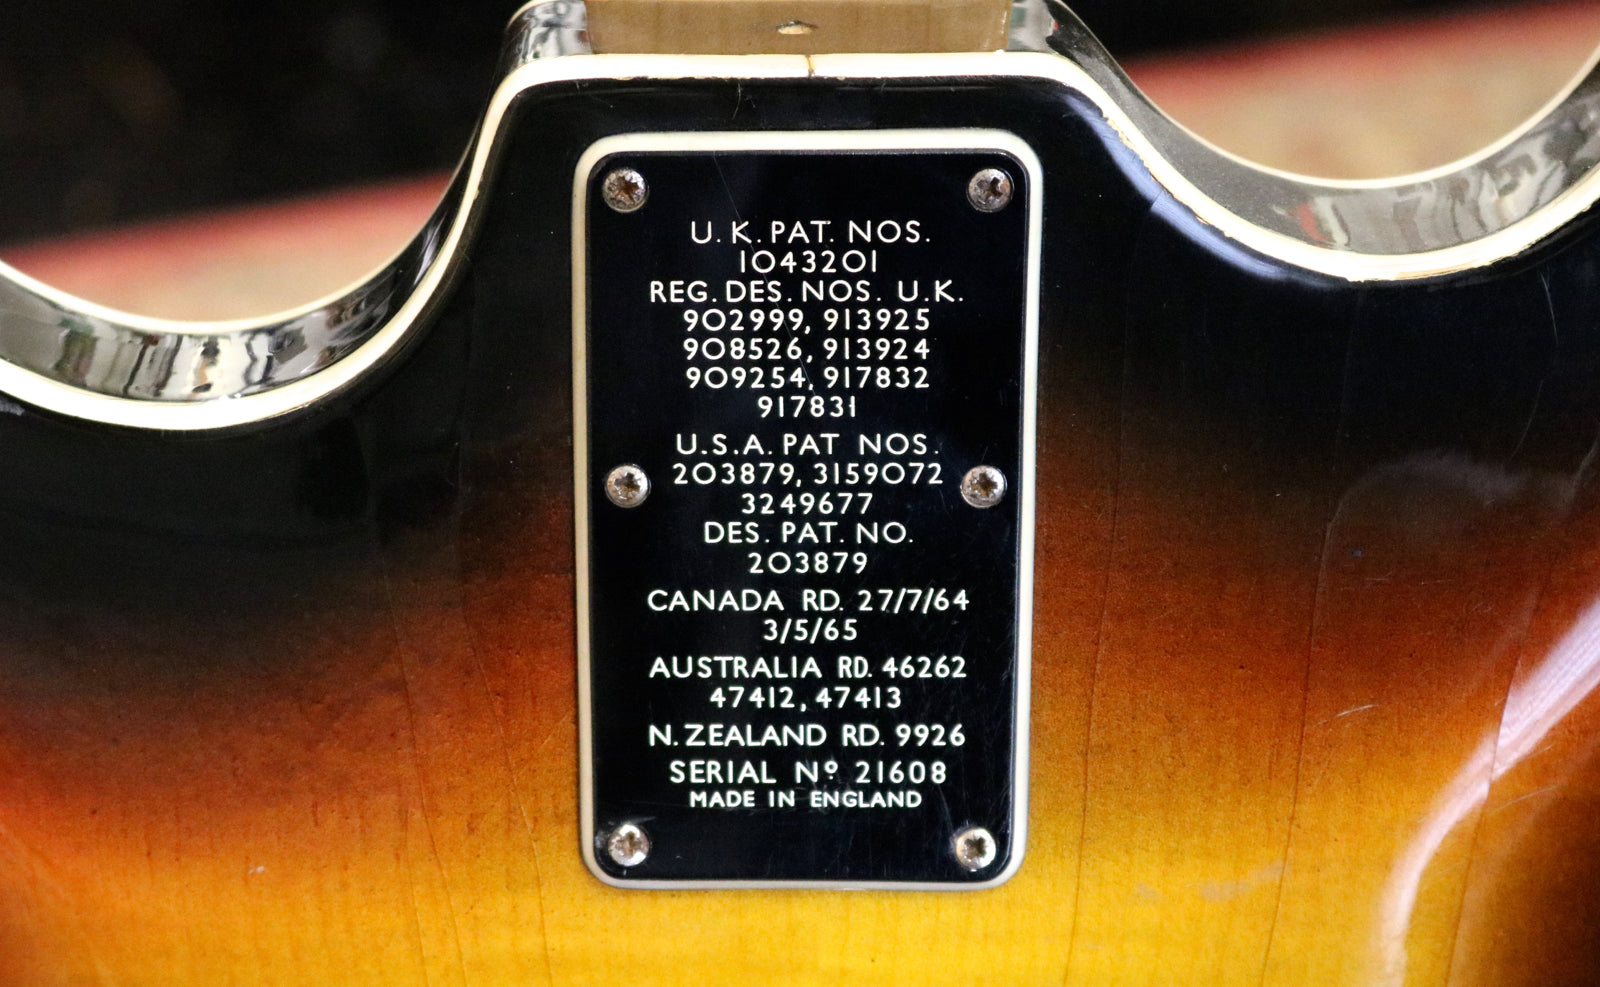 U.K. PAT. NOS.
1043201
REG. DES. NOS. U.K.
902999, 913925
908526, 913924
909254, 917832
917831
U.S.A. PAT NOS.
203879, 3159072
3249677
DES. PAT. NO.
203879
CANADA RD. 27/7/64
3/5/65
AUSTRALIA RD. 46262
47412, 47413
N. ZEALAND RD. 9926
SERIAL Nº 21608
MADE IN ENGLAND